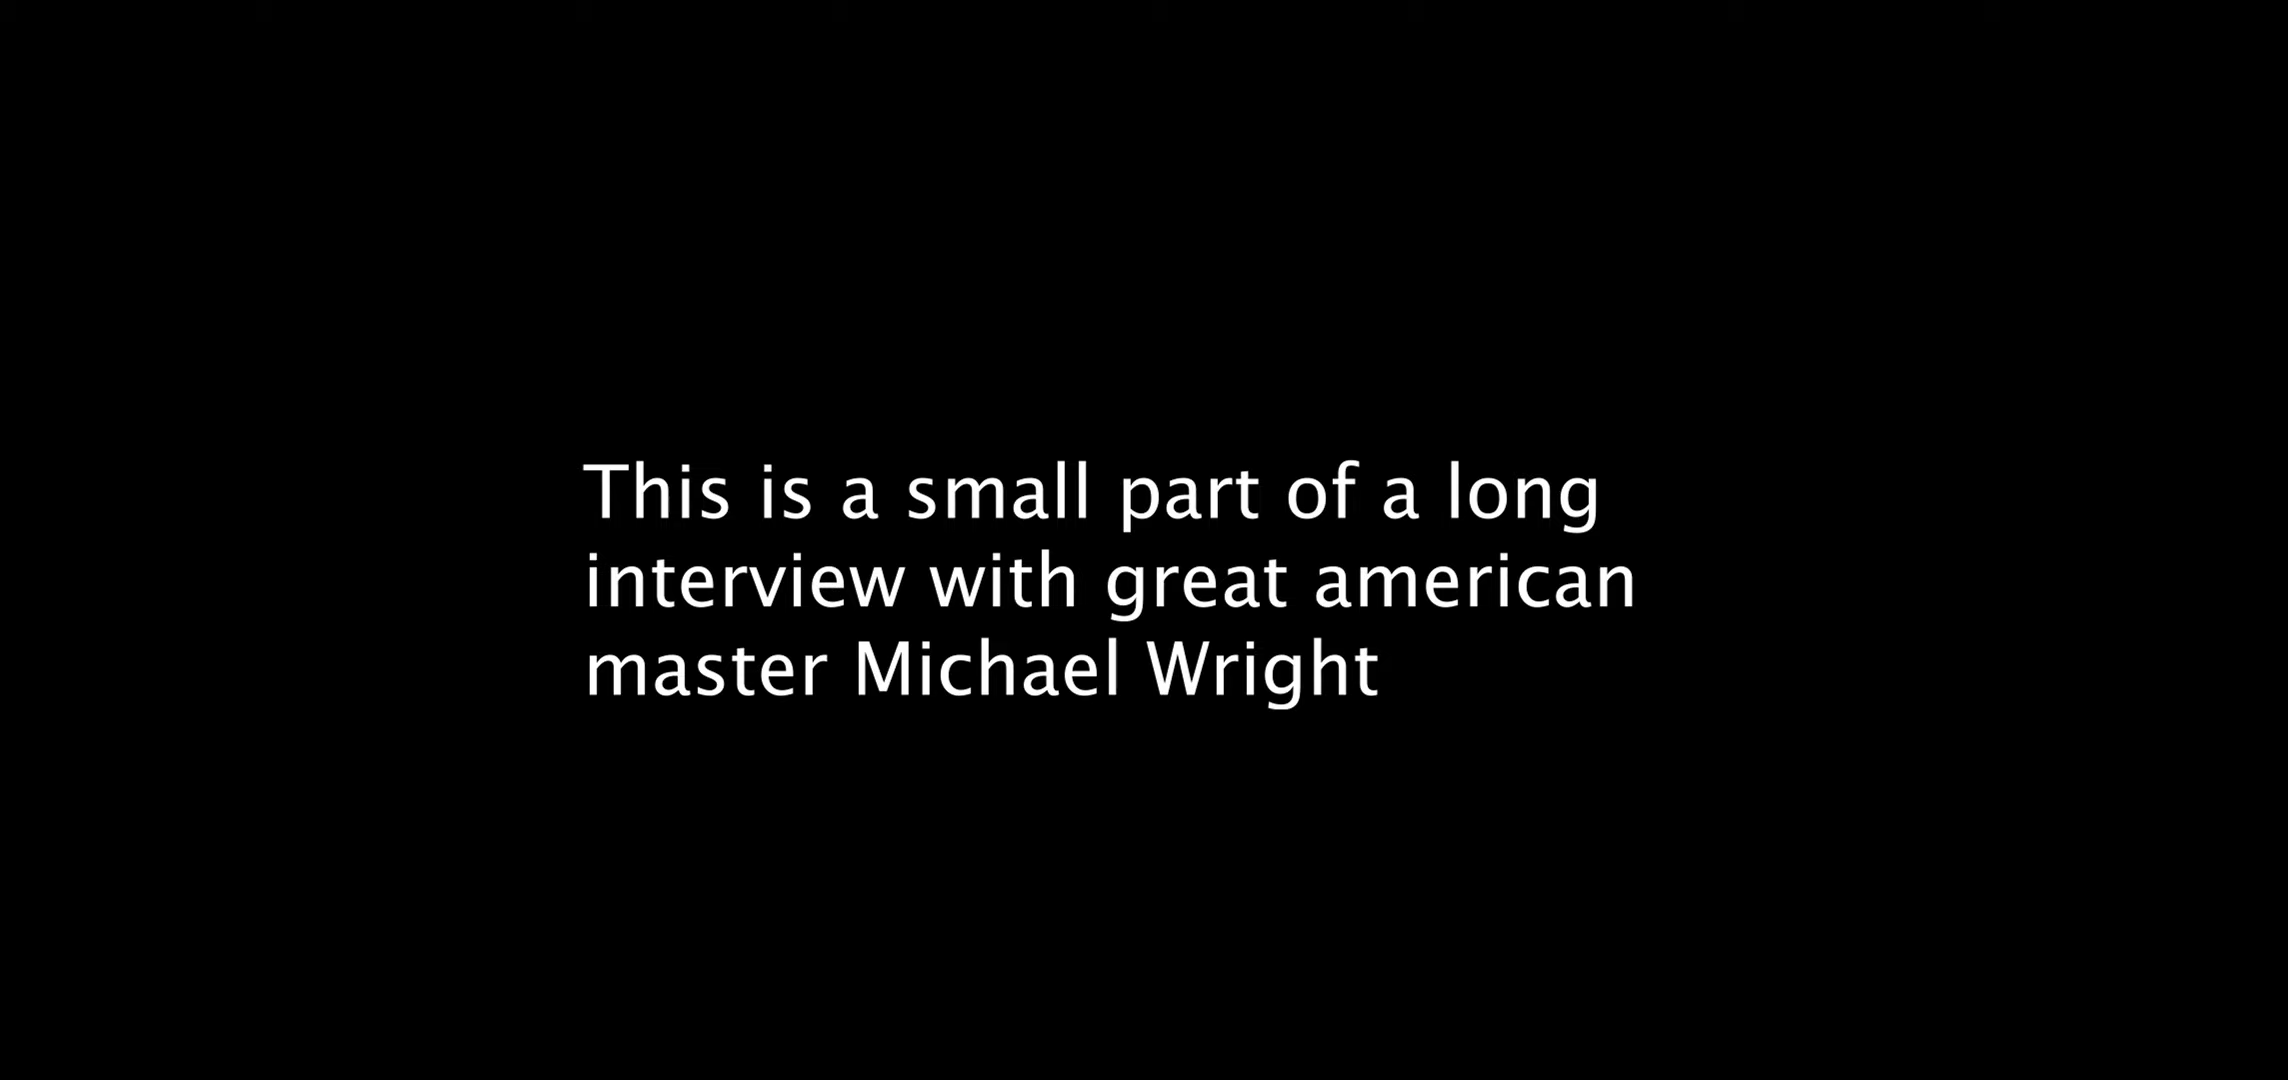 This is a small part of a long
interview with great american
master Michael Wright